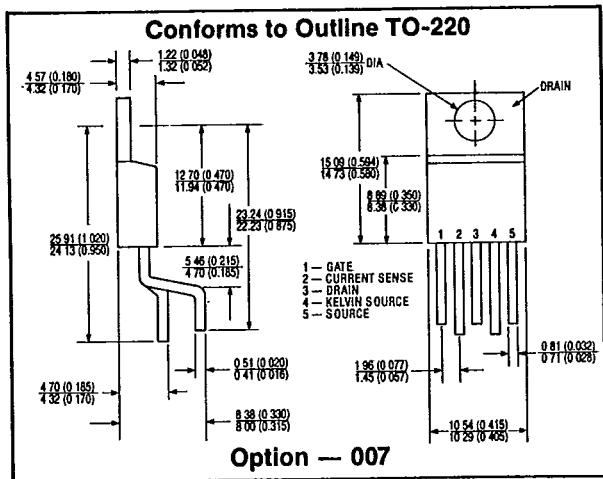 Conforms to Outline TO-220
1.22 (0 048)
1.32 (0 052)
4 57 (0.180)
4 32 (0 170)
3 78 (0 149)
3 53 (0.139)
DIA
DRAIN
12 70 (0 470)
11.94 (0 470)
15 09 (0 594)
14 73 (0 580)
8 89 (0 350)
8.38 (0 330)
25 91 (1 020)
24 13 (0 950)
23.24 (0 915)
22.23 (0 875)
5 46 (0 215)
4 70 (0 185)
1 2 3 4 5
1 — GATE
2 — CURRENT SENSE
3 — DRAIN
4 — KELVIN SOURCE
5 — SOURCE
0 51 (0 020)
0 41 (0 016)
1 96 (0 077)
1.45 (0 057)
0 81 (0.032)
0 71 (0 028)
4 70 (0 185)
4 32 (0 170)
8 38 (0 330)
8 00 (0 315)
10 54 (0 415)
10 29 (0 405)
Option — 007